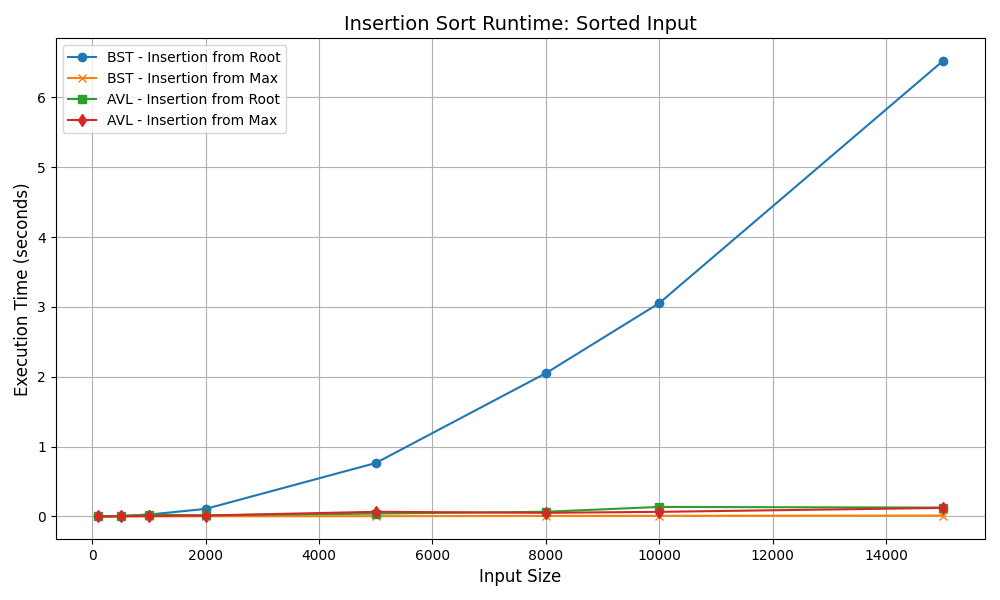 Insertion Sort Runtime: Sorted Input
BST - Insertion from Root
BST - Insertion from Max
AVL - Insertion from Root
AVL - Insertion from Max
Execution Time (seconds)
6
5
4
3
2
1
0
0 2000 4000 6000 8000 10000 12000 14000
Input Size